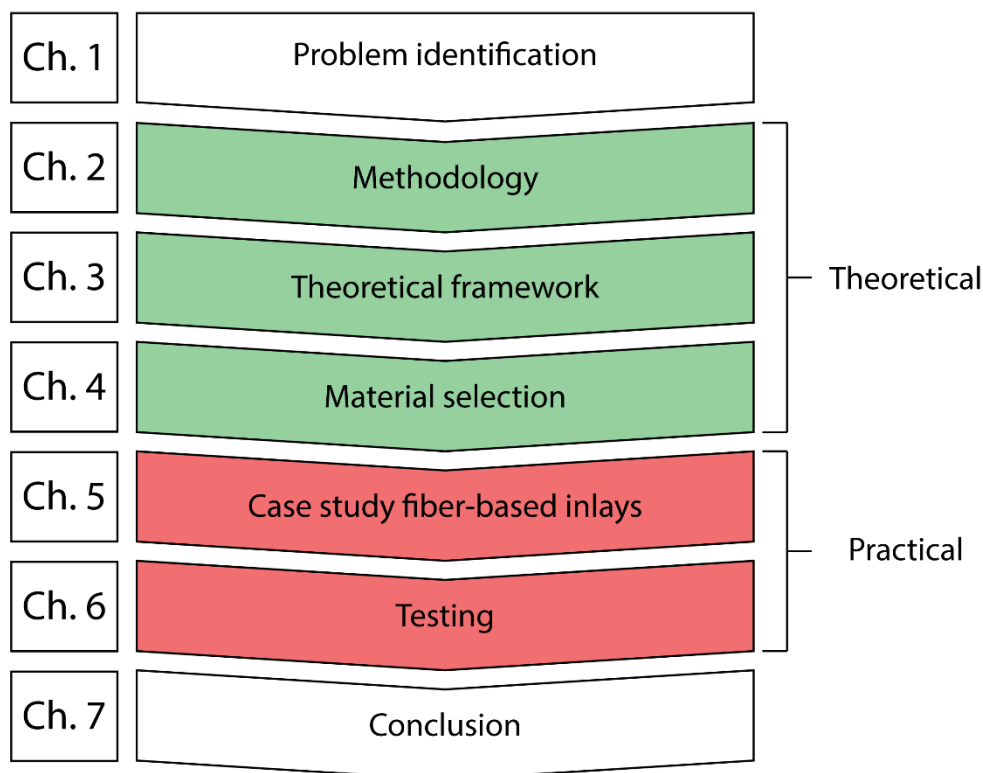 Ch. 1
Problem identification
Ch. 2
Methodology
Ch. 3
Theoretical framework
Theoretical
Ch. 4
Material selection
Ch. 5
Case study fiber-based inlays
Practical
Ch. 6
Testing
Ch. 7
Conclusion